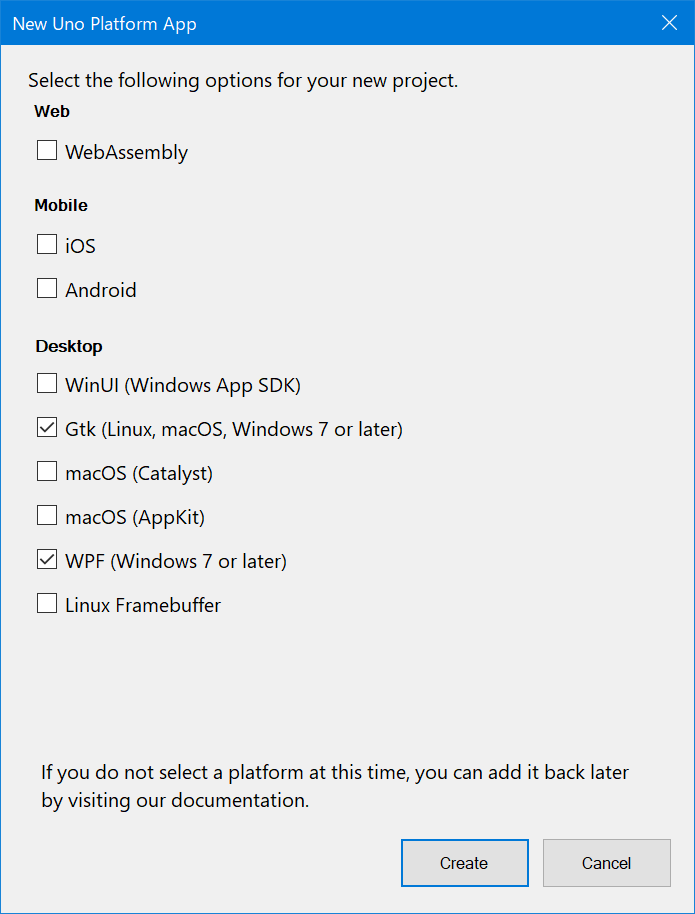 New Uno Platform App
Select the following options for your new project.
Web
WebAssembly
Mobile
iOS
Android
Desktop
WinUI (Windows App SDK)
Gtk (Linux, macOS, Windows 7 or later)
macOS (Catalyst)
macOS (AppKit)
WPF (Windows 7 or later)
Linux Framebuffer
If you do not select a platform at this time, you can add it back later
by visiting our documentation.
Create
Cancel